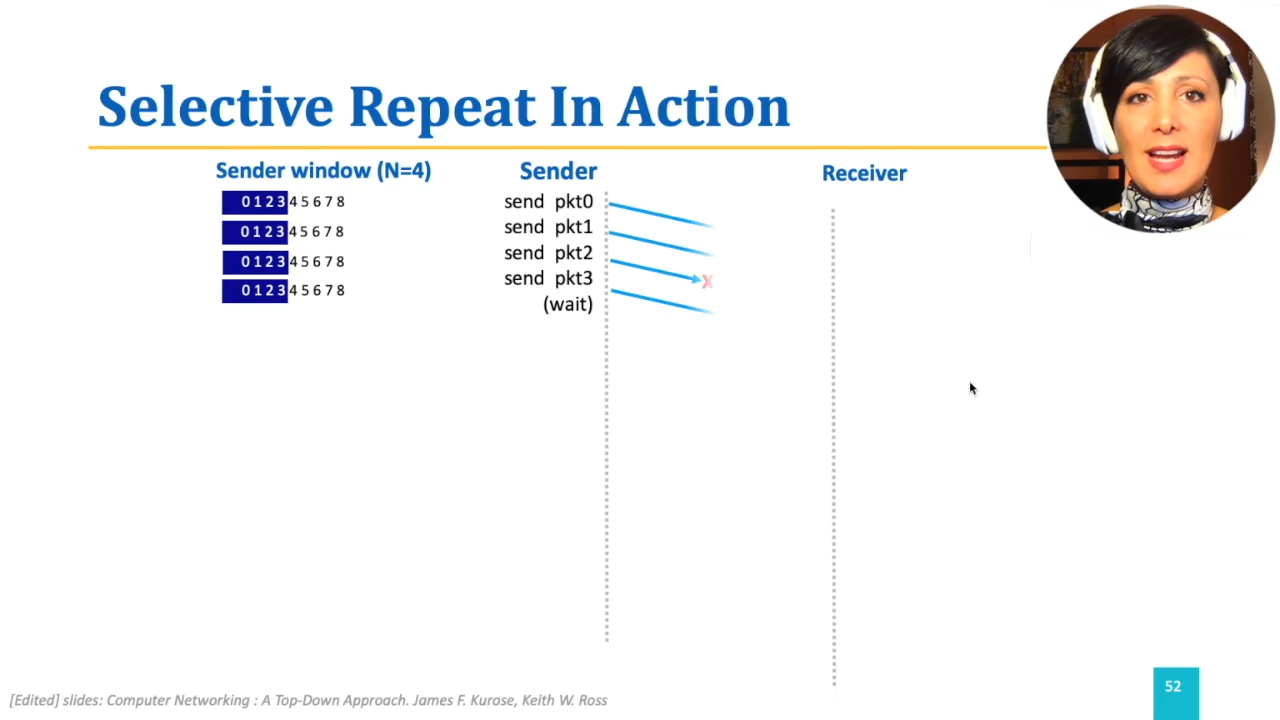 Selective Repeat In Action
Sender window (N=4)
Sender
Receiver
0 1 2 3 4 5 6 7 8
send pkt0
0 1 2 3 4 5 6 7 8
send pkt1
0 1 2 3 4 5 6 7 8
send pkt2
X
0 1 2 3 4 5 6 7 8
send pkt3
(wait)
52
[Edited] slides: Computer Networking : A Top-Down Approach. James F. Kurose, Keith W. Ross